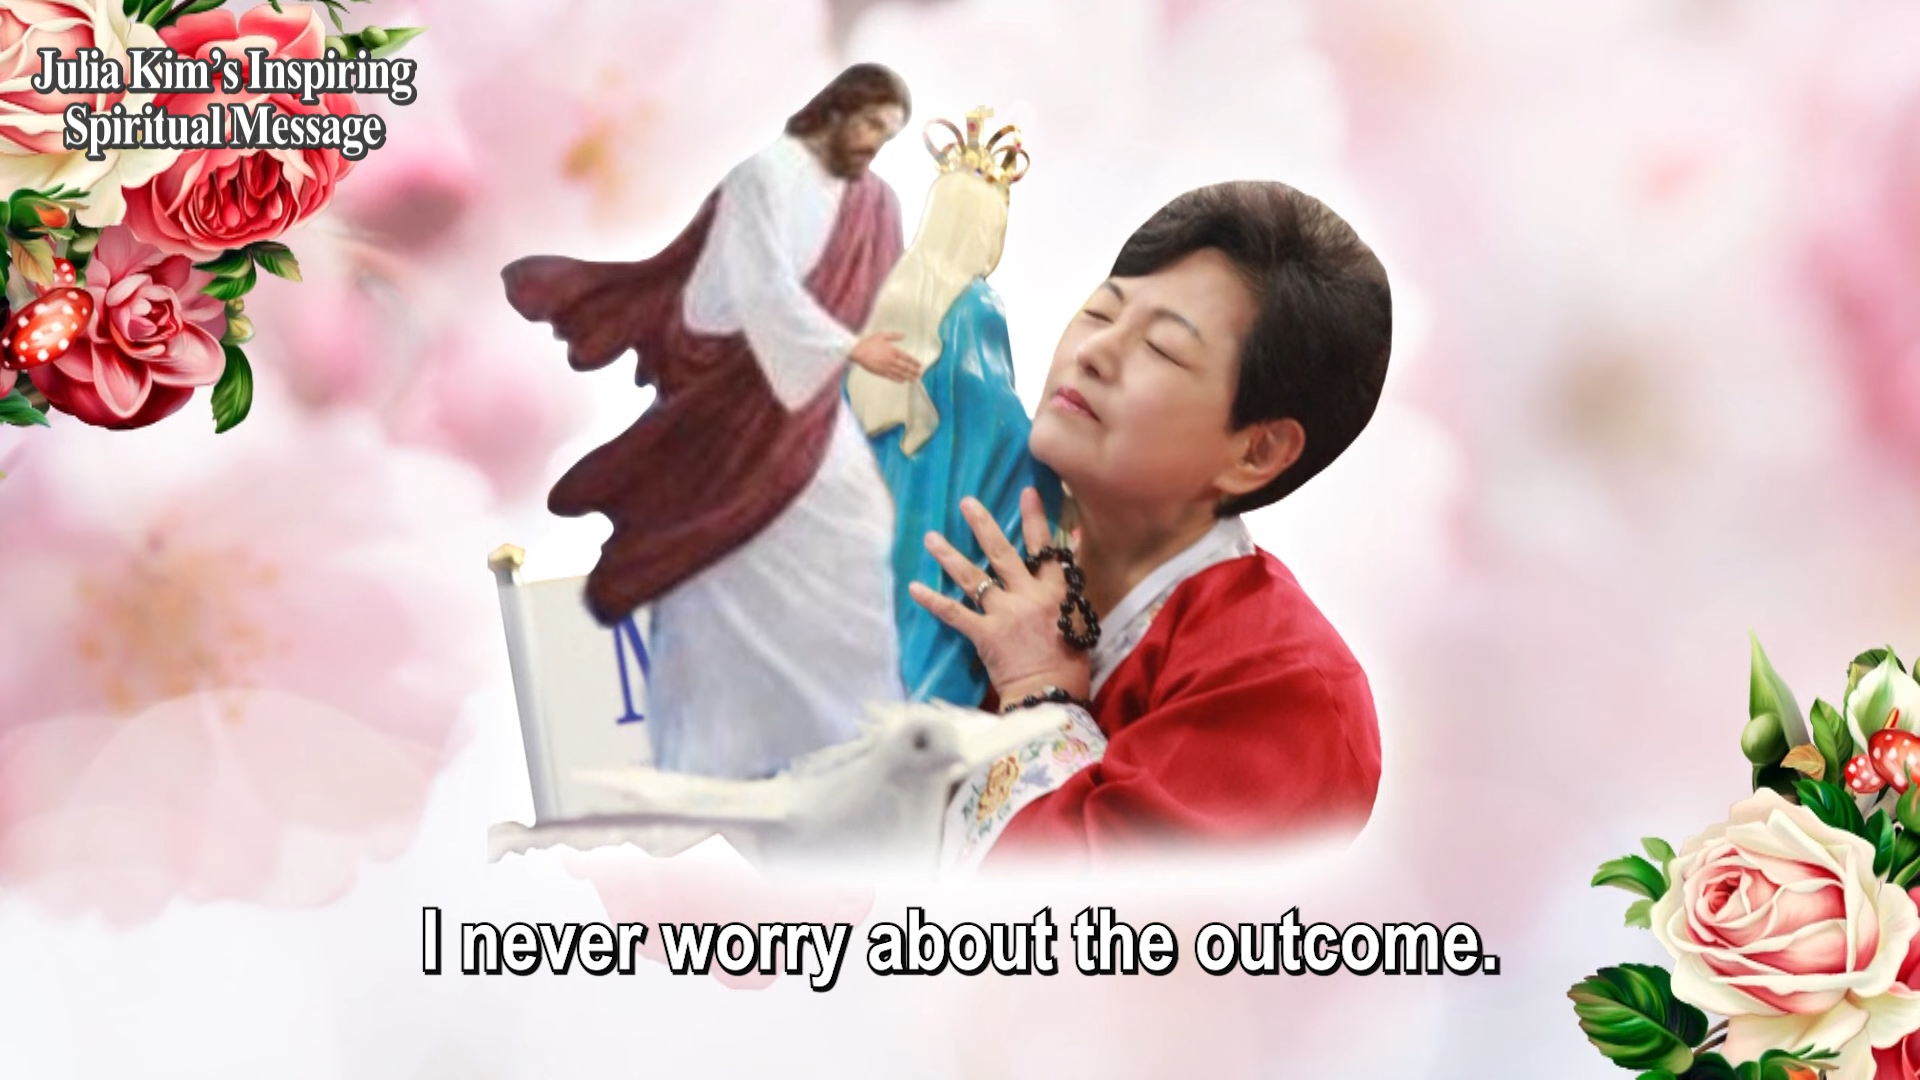 Julia Kim's Inspiring
Spiritual Message
I never worry about the outcome.